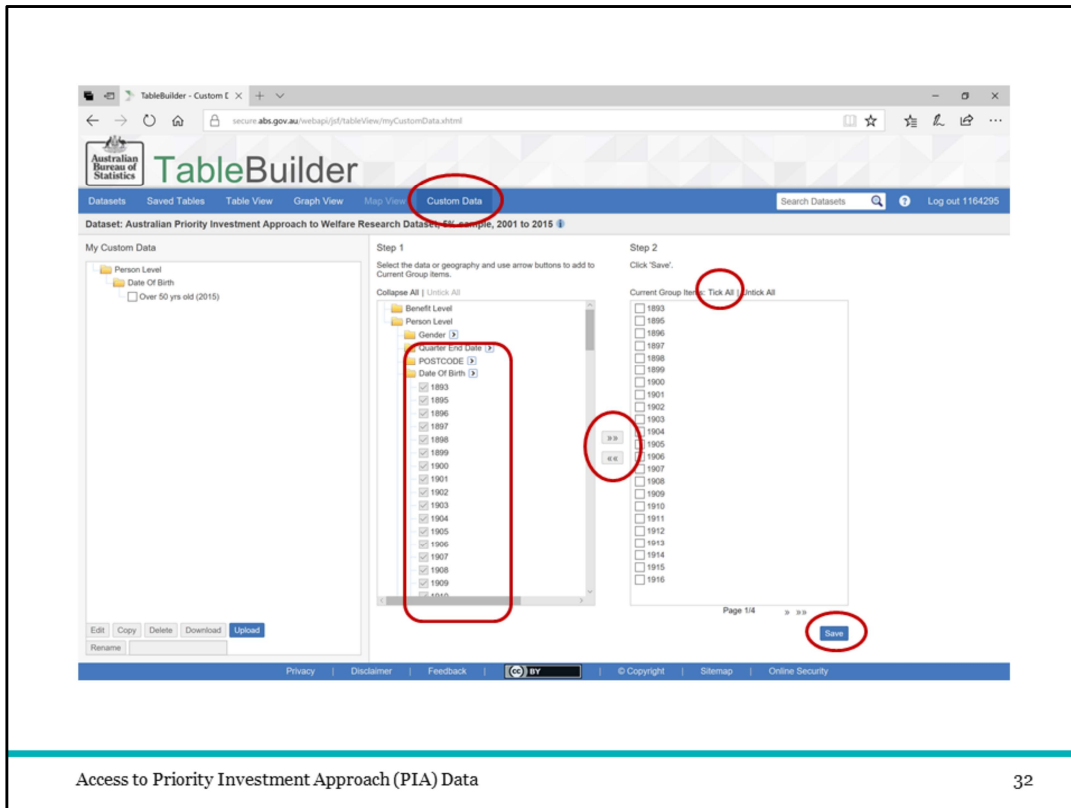 TableBuilder - Custom D
secure.abs.gov.au/webapi/jsf/tableView/myCustomData.xhtml
Australian
Bureau of
Statistics
TableBuilder
Datasets Saved Tables Table View Graph View Map View Custom Data Search Datasets ? Log out 1164295
Dataset: Australian Priority Investment Approach to Welfare Research Dataset, 5% sample, 2001 to 2015 i
My Custom Data
Person Level
Date Of Birth
Over 50 yrs old (2015)
Edit Copy Delete Download Upload
Rename
Step 1
Select the data or geography and use arrow buttons to add to
Current Group items.
Collapse All | Untick All
Benefit Level
Person Level
Gender
Quarter End Date
POSTCODE
Date Of Birth
1893
1895
1896
1897
1898
1899
1900
1901
1902
1903
1904
1905
1906
1907
1908
1909
1910
»»
««
Step 2
Click 'Save'.
Current Group Items: Tick All | Untick All
1893
1895
1896
1897
1898
1899
1900
1901
1902
1903
1904
1905
1906
1907
1908
1909
1910
1911
1912
1913
1914
1915
1916
Page 1/4 » »»
Save
Privacy | Disclaimer | Feedback | (cc) BY | © Copyright | Sitemap | Online Security
Access to Priority Investment Approach (PIA) Data 32